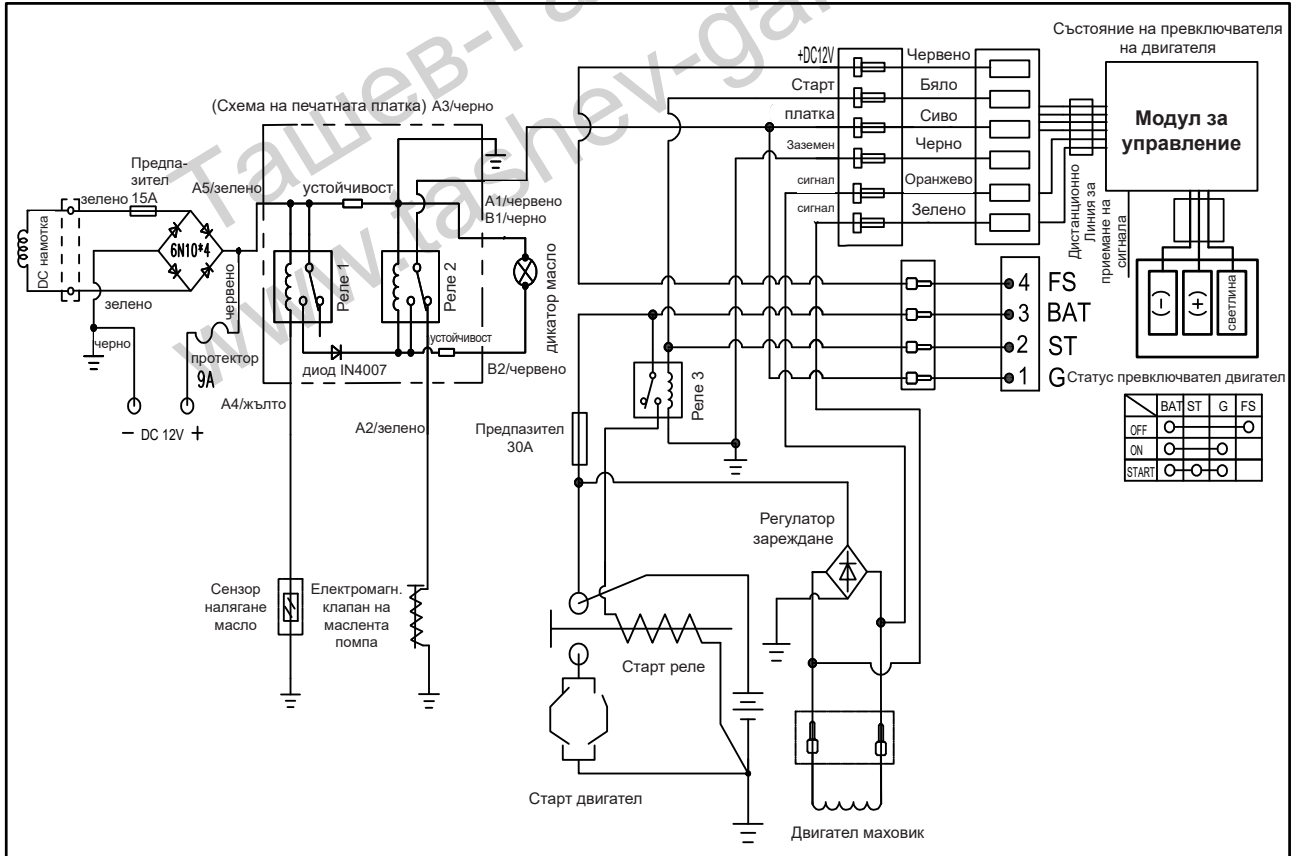 Ташев-Га
www.tashev-ga
(Схема на печатната платка)
A3/черно
Предпа-
зител
15A
зелено
A5/зелено
устойчивост
A1/червено
B1/черно
DC намотка
6N10*4
Реле 1
Реле 2
дикатор масло
зелено
червено
черно
протектор
9A
диод IN4007
устойчивост
B2/червено
A4/жълто
− DC 12V +
A2/зелено
Сензор
налягане
масло
Електромагн.
клапан на
маслента
помпа
+DC12V
Старт
платка
Заземен
сигнал
сигнал
Червено
Бяло
Сиво
Черно
Оранжево
Зелено
Състояние на превключвателя
на двигателя
Модул за
управление
Дистанционно
Линия за
приемане на
сигнала
(−)
(+)
светлина
4 FS
3 BAT
2 ST
1 G
Статус превключвател двигател
BAT ST G FS
OFF
ON
START
Реле 3
Предпазител
30A
Регулатор
зареждане
Старт реле
Старт двигател
Двигател маховик